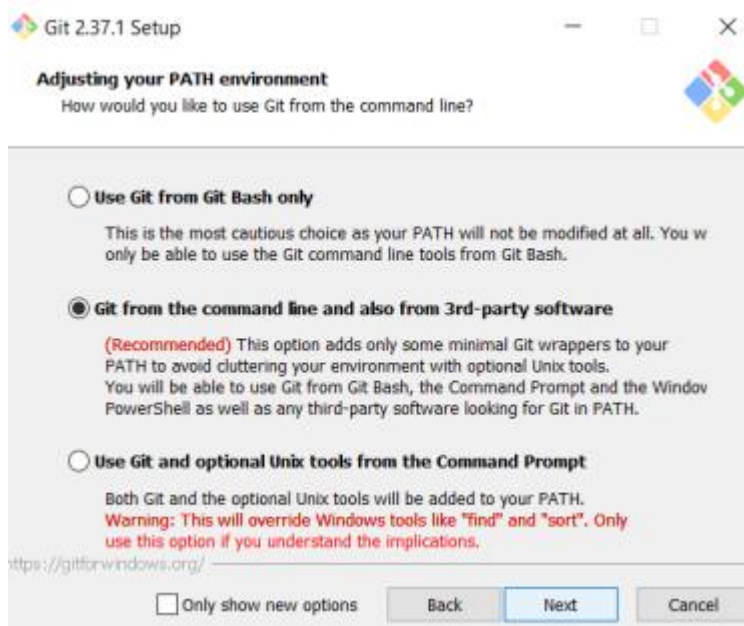 Git 2.37.1 Setup
Adjusting your PATH environment
How would you like to use Git from the command line?
Use Git from Git Bash only
This is the most cautious choice as your PATH will not be modified at all. You w
only be able to use the Git command line tools from Git Bash.
Git from the command line and also from 3rd-party software
(Recommended) This option adds only some minimal Git wrappers to your
PATH to avoid cluttering your environment with optional Unix tools.
You will be able to use Git from Git Bash, the Command Prompt and the Window
PowerShell as well as any third-party software looking for Git in PATH.
Use Git and optional Unix tools from the Command Prompt
Both Git and the optional Unix tools will be added to your PATH.
Warning: This will override Windows tools like "find" and "sort". Only
use this option if you understand the implications.
https://gitforwindows.org/
Only show new options Back Next Cancel